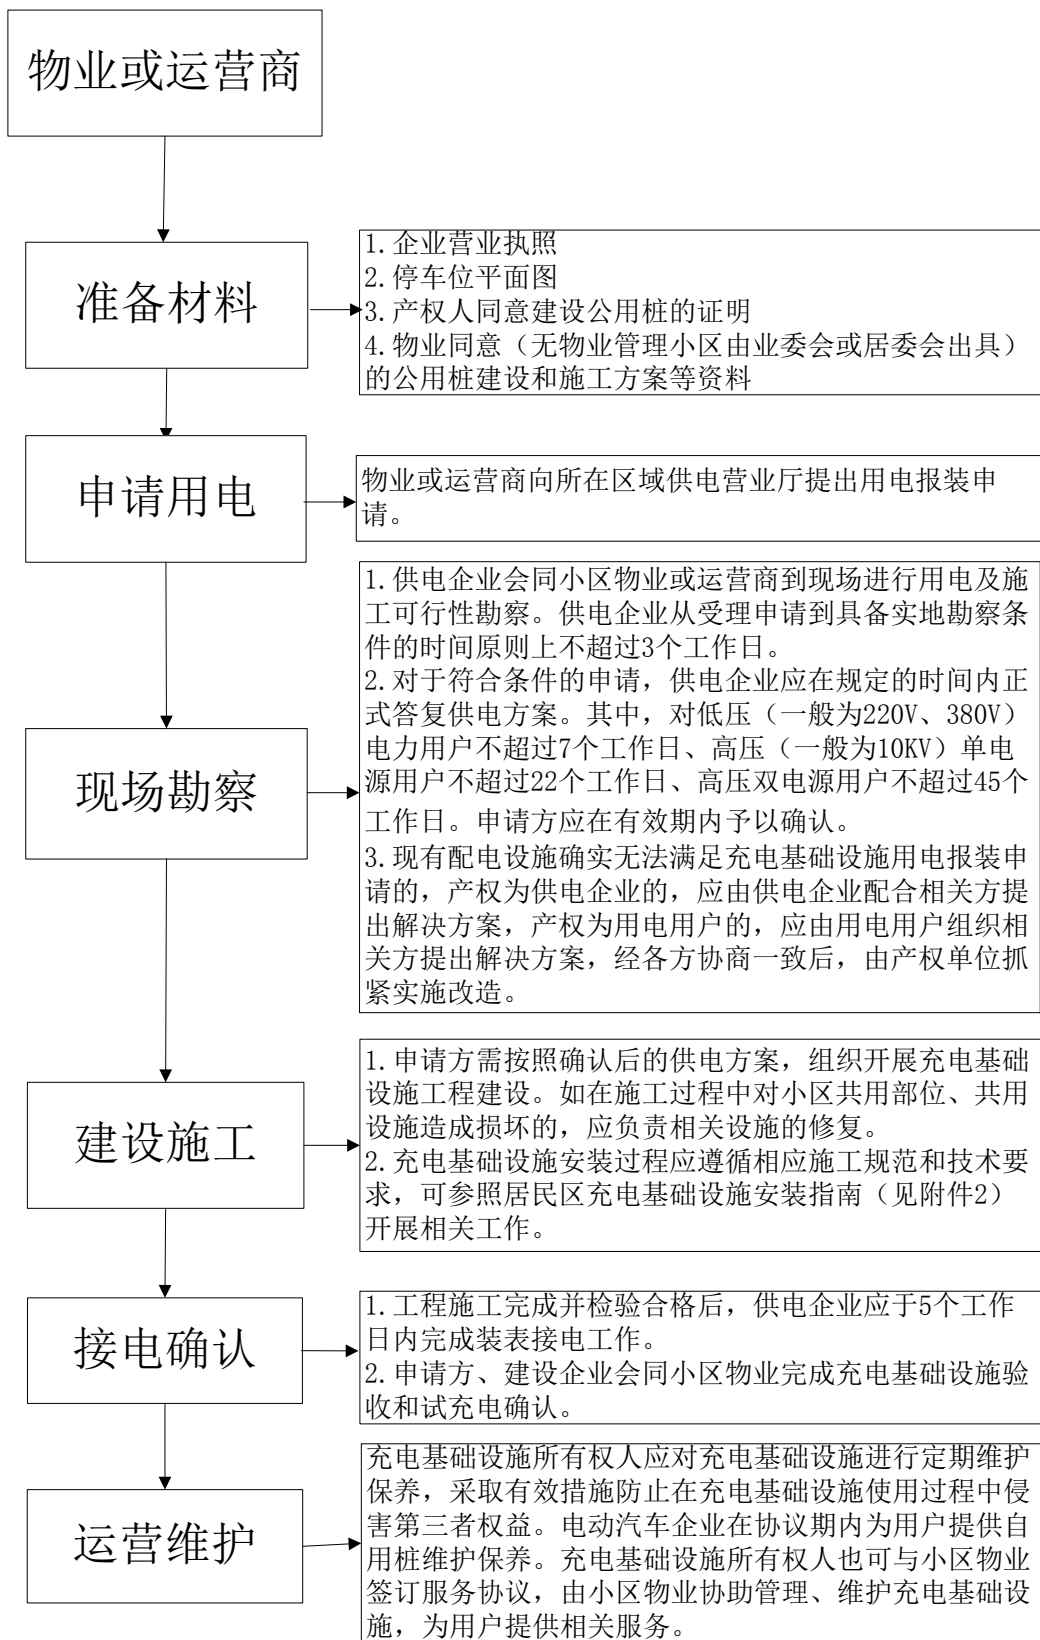 物业或运营商
准备材料
1.企业营业执照
2.停车位平面图
3.产权人同意建设公用桩的证明
4.物业同意（无物业管理小区由业委会或居委会出具）
的公用桩建设和施工方案等资料
申请用电
物业或运营商向所在区域供电营业厅提出用电报装申
请。
现场勘察
1.供电企业会同小区物业或运营商到现场进行用电及施
工可行性勘察。供电企业从受理申请到具备实地勘察条
件的时间原则上不超过3个工作日。
2.对于符合条件的申请，供电企业应在规定的时间内正
式答复供电方案。其中，对低压（一般为220V、380V）
电力用户不超过7个工作日、高压（一般为10KV）单电
源用户不超过22个工作日、高压双电源用户不超过45个
工作日。申请方应在有效期内予以确认。
3.现有配电设施确实无法满足充电基础设施用电报装申
请的，产权为供电企业的，应由供电企业配合相关方提
出解决方案，产权为用电用户的，应由用电用户组织相
关方提出解决方案，经各方协商一致后，由产权单位抓
紧实施改造。
建设施工
1.申请方需按照确认后的供电方案，组织开展充电基础
设施工程建设。如在施工过程中对小区共用部位、共用
设施造成损坏的，应负责相关设施的修复。
2.充电基础设施安装过程应遵循相应施工规范和技术要
求，可参照居民区充电基础设施安装指南（见附件2）
开展相关工作。
接电确认
1.工程施工完成并检验合格后，供电企业应于5个工作
日内完成装表接电工作。
2.申请方、建设企业会同小区物业完成充电基础设施验
收和试充电确认。
运营维护
充电基础设施所有权人应对充电基础设施进行定期维护
保养，采取有效措施防止在充电基础设施使用过程中侵
害第三者权益。电动汽车企业在协议期内为用户提供自
用桩维护保养。充电基础设施所有权人也可与小区物业
签订服务协议，由小区物业协助管理、维护充电基础设
施，为用户提供相关服务。